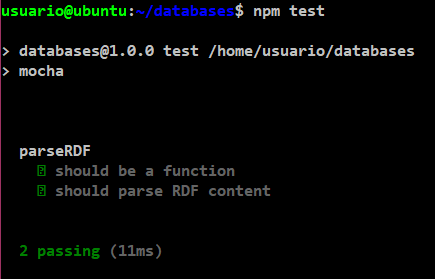 usuario@ubuntu:~/databases$ npm test
> databases@1.0.0 test /home/usuario/databases
> mocha
parseRDF
should be a function
should parse RDF content
2 passing (11ms)